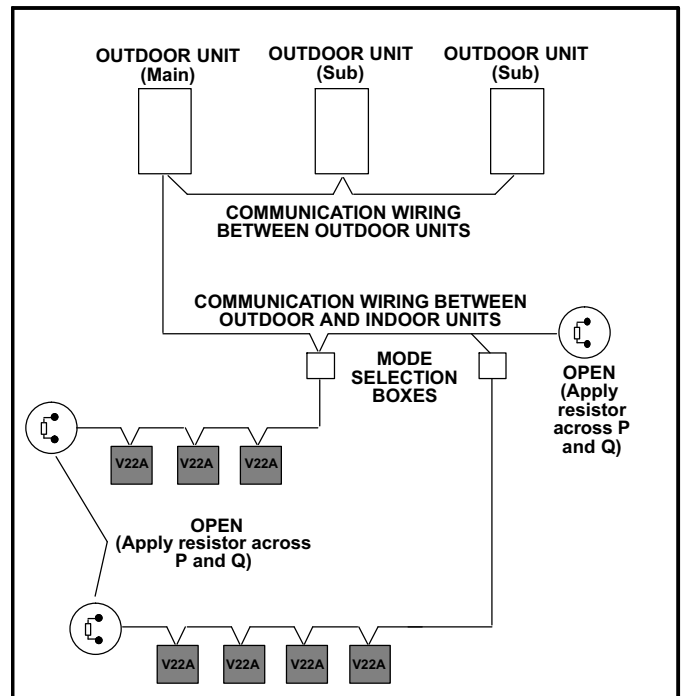 OUTDOOR UNIT
(Main)
OUTDOOR UNIT
(Sub)
OUTDOOR UNIT
(Sub)
COMMUNICATION WIRING
BETWEEN OUTDOOR UNITS
COMMUNICATION WIRING BETWEEN
OUTDOOR AND INDOOR UNITS
MODE
SELECTION
BOXES
OPEN
(Apply
resistor
across P
and Q)
V22A
V22A
V22A
OPEN
(Apply resistor across
P and Q)
V22A
V22A
V22A
V22A